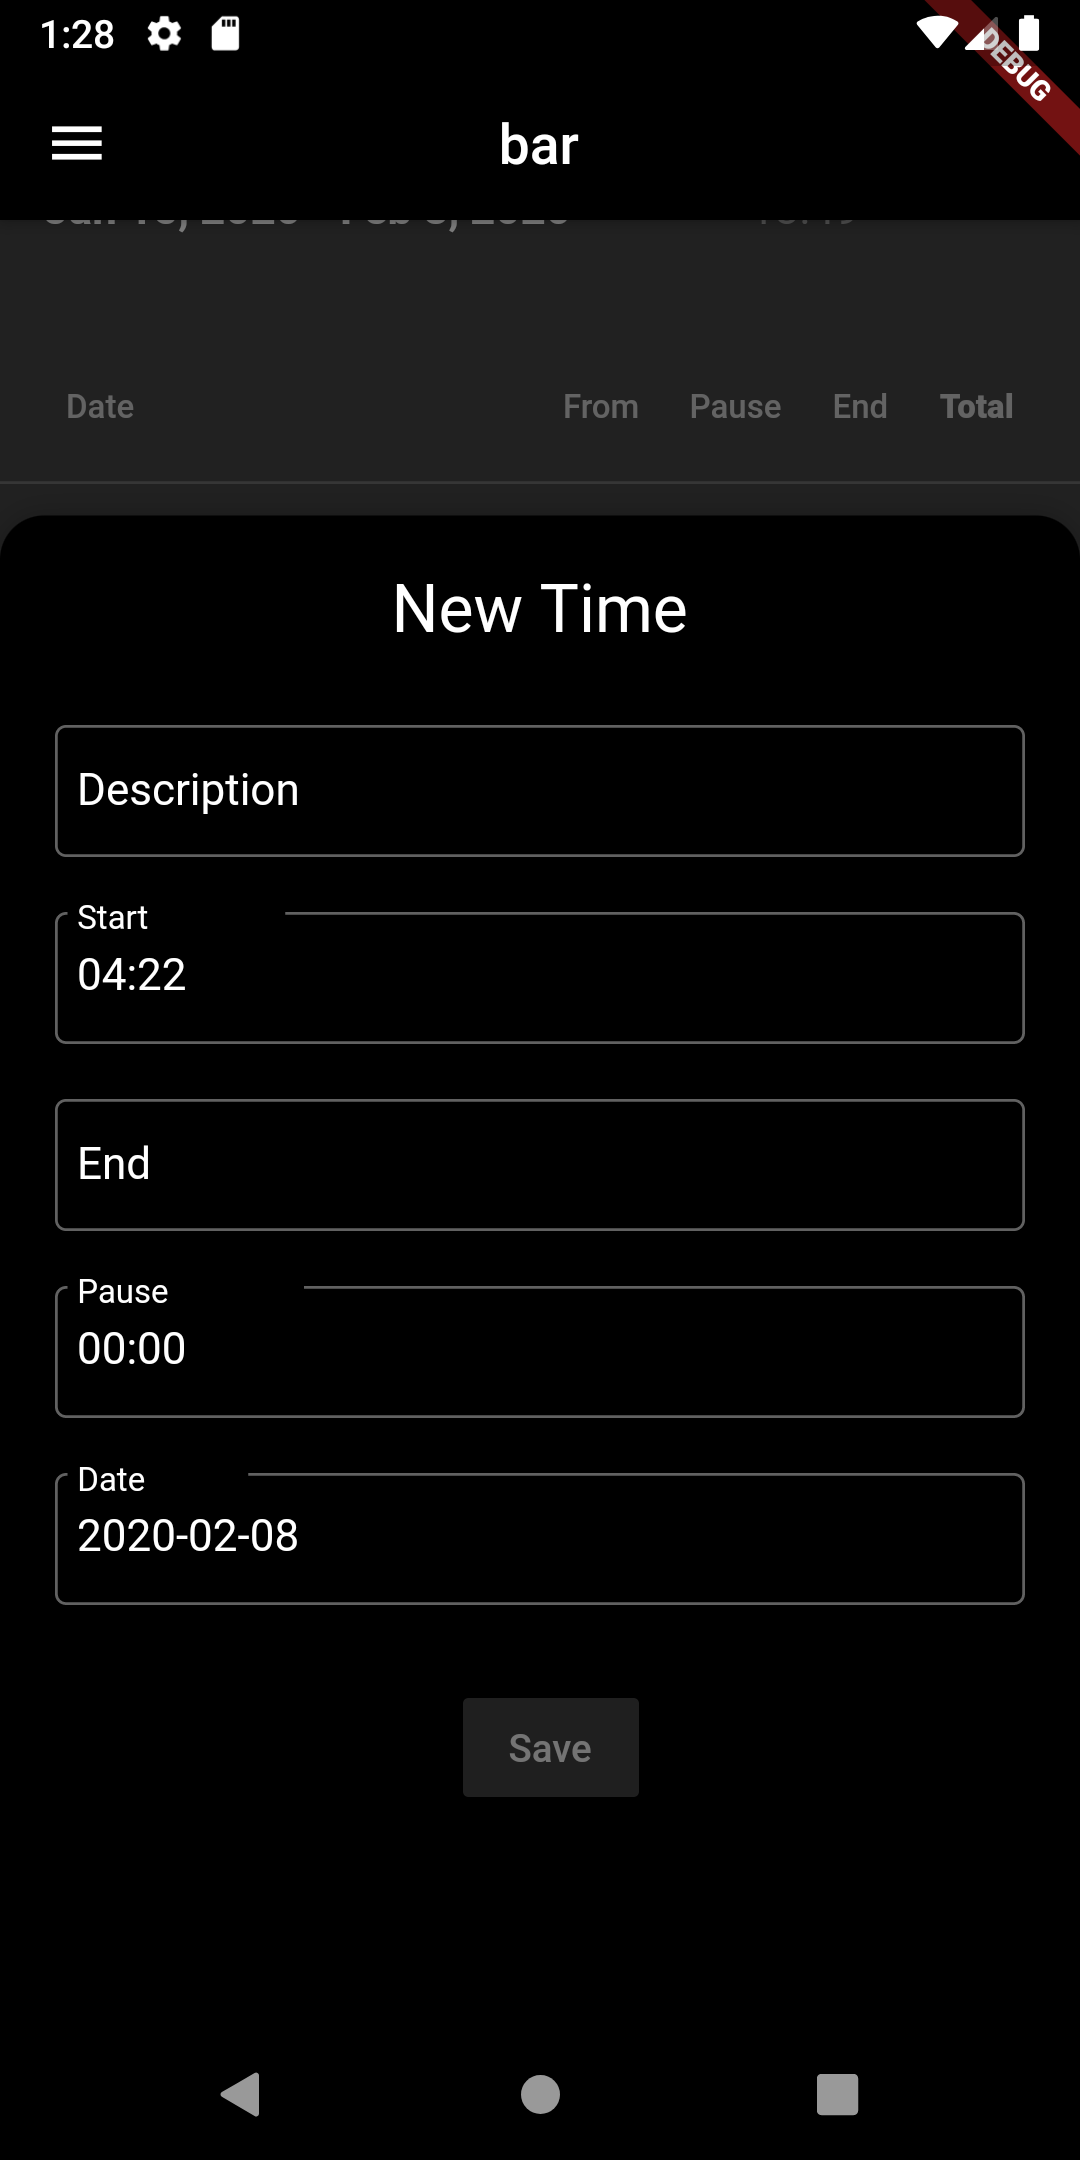 1:28
DEBUG
bar
Date From Pause End Total
New Time
Description
Start
04:22
End
Pause
00:00
Date
2020-02-08
Save